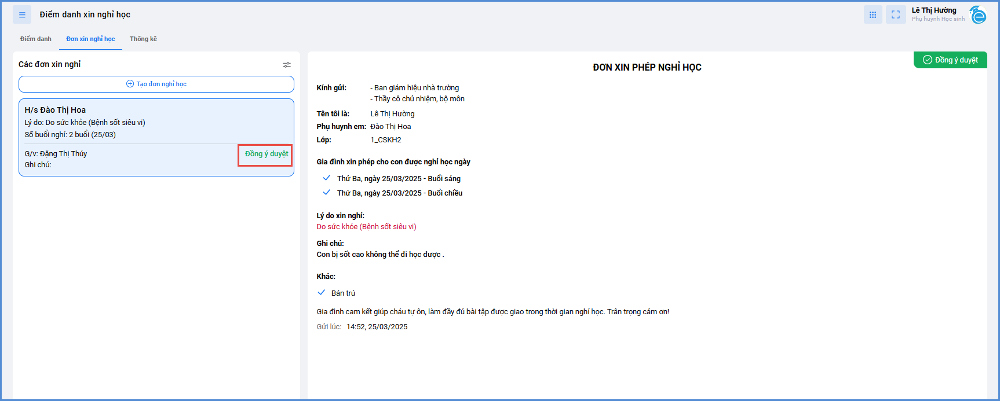 Điểm danh xin nghỉ học
Lê Thị Hường
Phụ huynh Học sinh
Điểm danh
Đơn xin nghỉ học
Thống kê
Các đơn xin nghỉ
Tạo đơn nghỉ học
H/s Đào Thị Hoa
Lý do: Do sức khỏe (Bệnh sốt siêu vi)
Số buổi nghỉ: 2 buổi (25/03)
G/v: Đặng Thị Thúy
Đồng ý duyệt
Ghi chú:
Đồng ý duyệt
ĐƠN XIN PHÉP NGHỈ HỌC
Kính gửi: - Ban giám hiệu nhà trường
- Thầy cô chủ nhiệm, bộ môn
Tên tôi là: Lê Thị Hường
Phụ huynh em: Đào Thị Hoa
Lớp: 1_CSKH2
Gia đình xin phép cho con được nghỉ học ngày
Thứ Ba, ngày 25/03/2025 - Buổi sáng
Thứ Ba, ngày 25/03/2025 - Buổi chiều
Lý do xin nghỉ:
Do sức khỏe (Bệnh sốt siêu vi)
Ghi chú:
Con bị sốt cao không thể đi học được .
Khác:
Bán trú
Gia đình cam kết giúp cháu tự ôn, làm đầy đủ bài tập được giao trong thời gian nghỉ học. Trân trọng cảm ơn!
Gửi lúc: 14:52, 25/03/2025